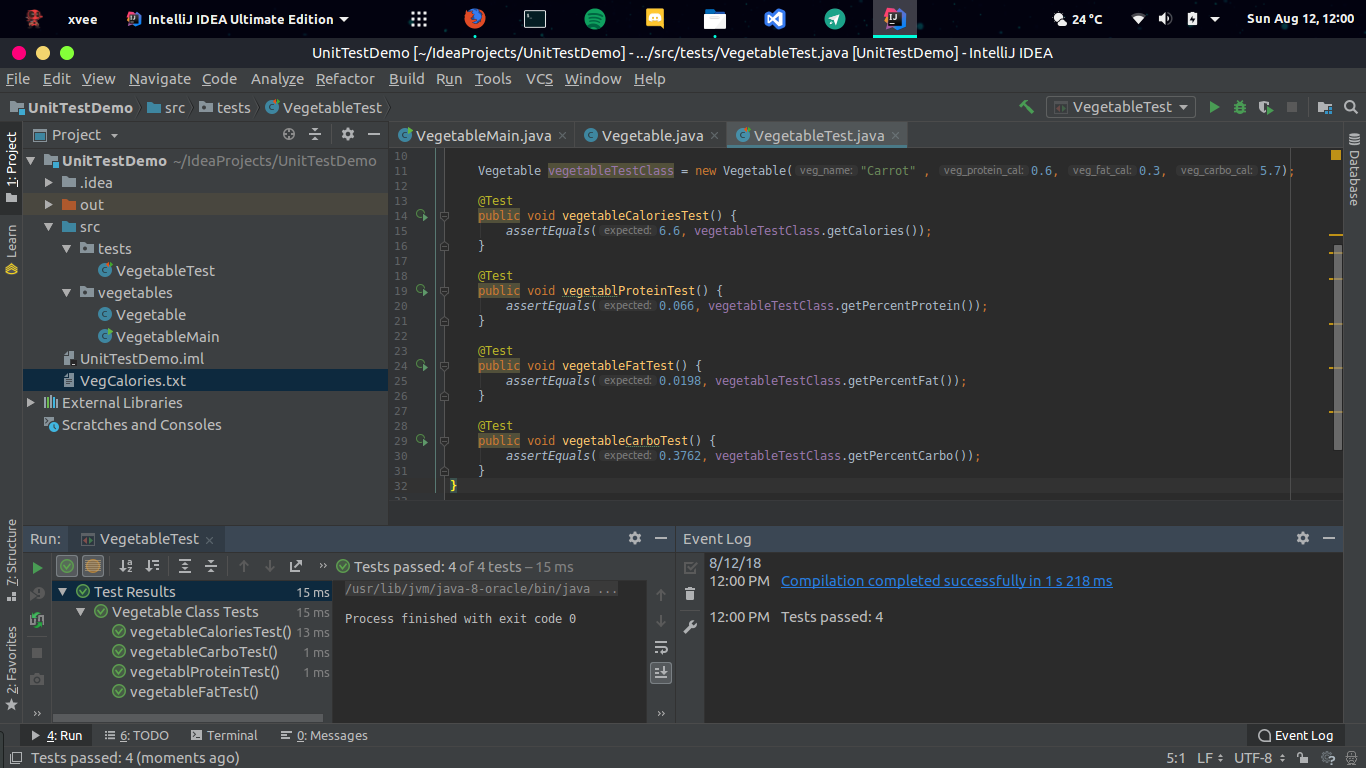 xvee IntelliJ IDEA Ultimate Edition 24 °C Sun Aug 12, 12:00
UnitTestDemo [~/IdeaProjects/UnitTestDemo] - .../src/tests/VegetableTest.java [UnitTestDemo] - IntelliJ IDEA
File Edit View Navigate Code Analyze Refactor Build Run Tools VCS Window Help
UnitTestDemo src tests VegetableTest VegetableTest
Project VegetableMain.java Vegetable.java VegetableTest.java
1: Project
Learn
7: Structure
2: Favorites
Database
UnitTestDemo ~/IdeaProjects/UnitTestDemo
.idea
out
src
tests
VegetableTest
vegetables
Vegetable
VegetableMain
UnitTestDemo.iml
VegCalories.txt
External Libraries
Scratches and Consoles
10
11 Vegetable vegetableTestClass = new Vegetable( veg_name: "Carrot" , veg_protein_cal: 0.6, veg_fat_cal: 0.3, veg_carbo_cal: 5.7);
12
13 @Test
14 public void vegetableCaloriesTest() {
15 assertEquals( expected: 6.6, vegetableTestClass.getCalories());
16 }
17
18 @Test
19 public void vegetablProteinTest() {
20 assertEquals( expected: 0.066, vegetableTestClass.getPercentProtein());
21 }
22
23 @Test
24 public void vegetableFatTest() {
25 assertEquals( expected: 0.0198, vegetableTestClass.getPercentFat());
26 }
27
28 @Test
29 public void vegetableCarboTest() {
30 assertEquals( expected: 0.3762, vegetableTestClass.getPercentCarbo());
31 }
32 }
Run: VegetableTest
Tests passed: 4 of 4 tests – 15 ms
Test Results 15 ms
Vegetable Class Tests 15 ms
vegetableCaloriesTest() 13 ms
vegetableCarboTest() 1 ms
vegetablProteinTest() 1 ms
vegetableFatTest()
/usr/lib/jvm/java-8-oracle/bin/java ...
Process finished with exit code 0
Event Log
8/12/18
12:00 PM Compilation completed successfully in 1 s 218 ms
12:00 PM Tests passed: 4
4: Run 6: TODO Terminal 0: Messages Event Log
Tests passed: 4 (moments ago) 5:1 LF UTF-8